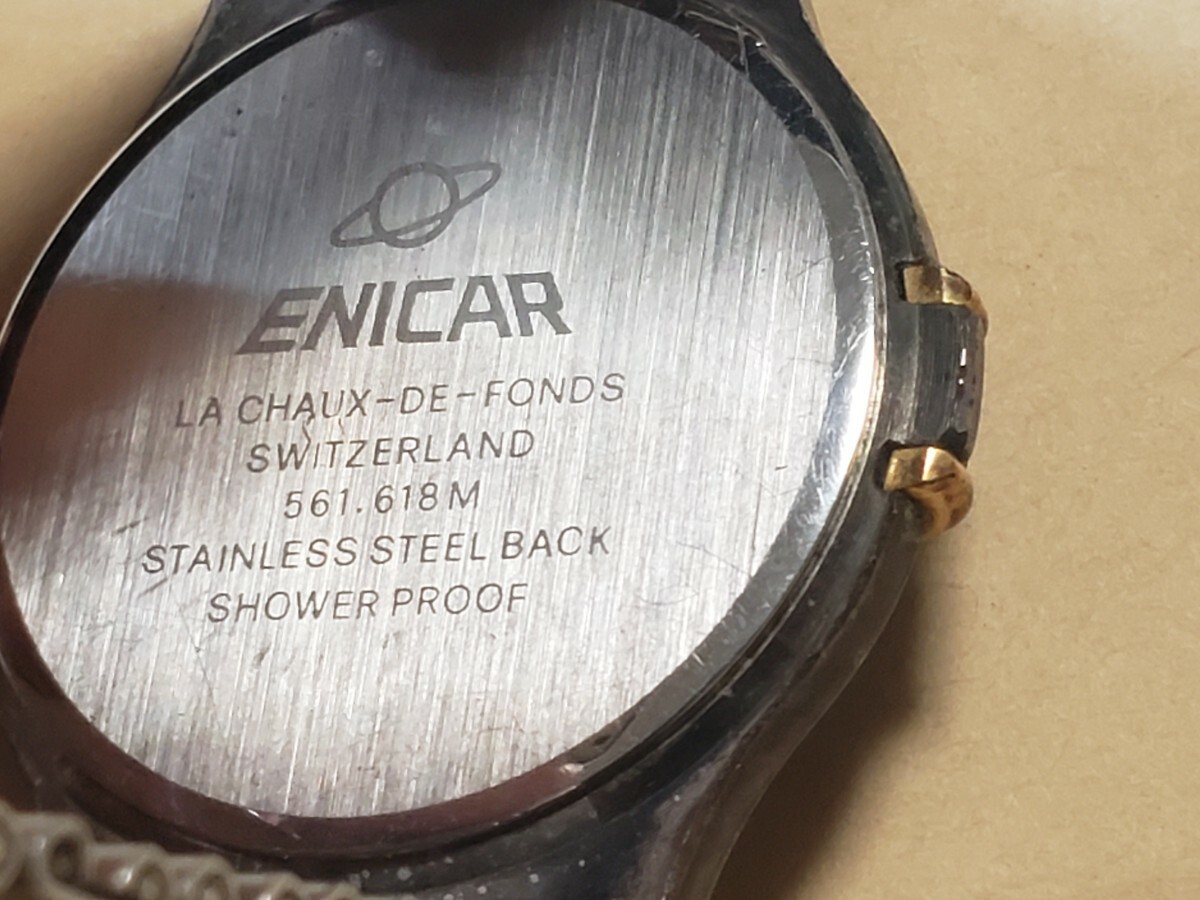 ENICAR
LA CHAUX-DE-FONDS
SWITZERLAND
561.618M
STAINLESS STEEL BACK
SHOWER PROOF